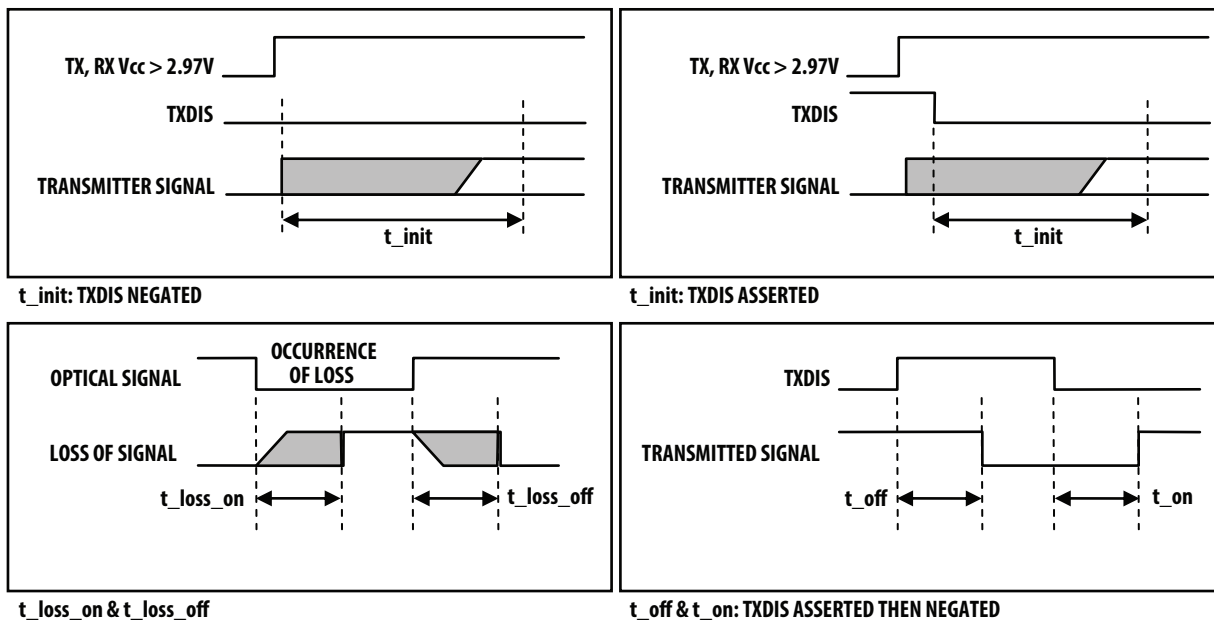 TX, RX Vcc > 2.97V
TXDIS
TRANSMITTER SIGNAL
t_init
t_init: TXDIS NEGATED
TX, RX Vcc > 2.97V
TXDIS
TRANSMITTER SIGNAL
t_init
t_init: TXDIS ASSERTED
OCCURRENCE
OF LOSS
OPTICAL SIGNAL
LOSS OF SIGNAL
t_loss_on
t_loss_off
t_loss_on & t_loss_off
TXDIS
TRANSMITTED SIGNAL
t_off
t_on
t_off & t_on: TXDIS ASSERTED THEN NEGATED